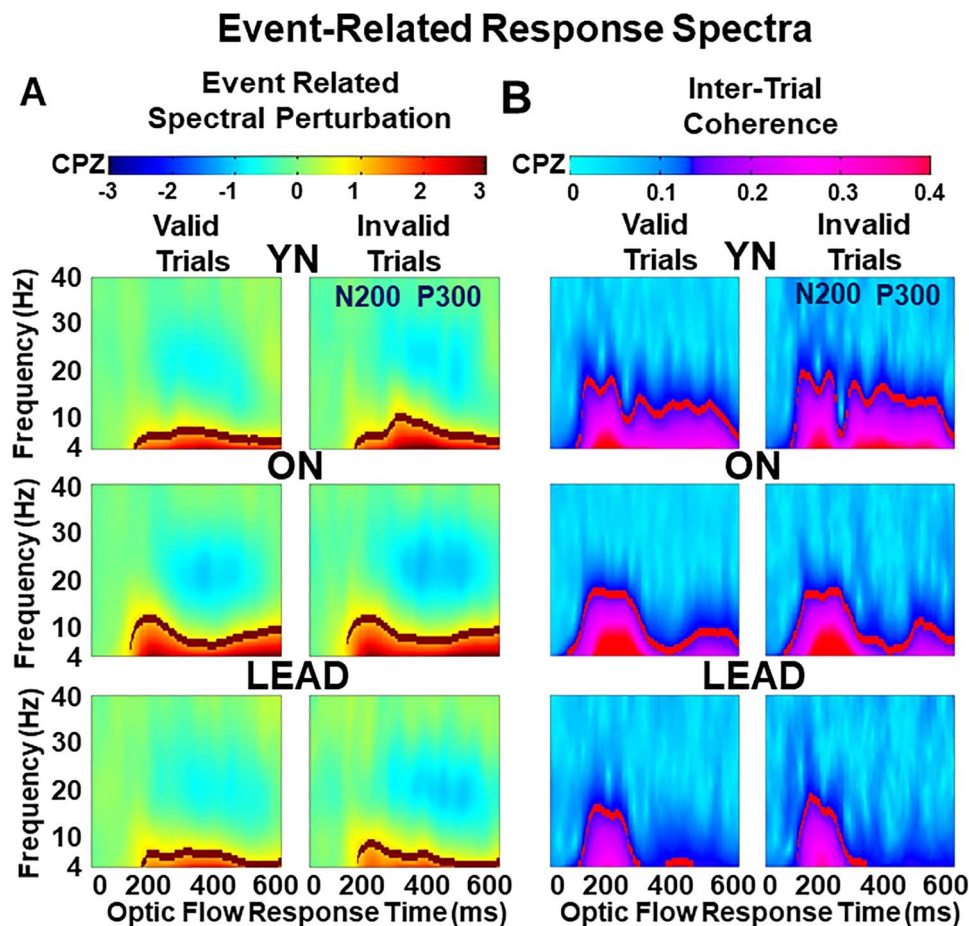 Event-Related Response Spectra
A
Event Related
Spectral Perturbation
CPZ
-3 -2 -1 0 1 2 3
B
Inter-Trial
Coherence
CPZ
0 0.1 0.2 0.3 0.4
Valid
Trials
Invalid
Trials
Valid
Trials
Invalid
Trials
YN
YN
N200 P300
N200 P300
Frequency (Hz)
40
30
20
10
4
ON
ON
Frequency (Hz)
40
30
20
10
4
LEAD
LEAD
Frequency (Hz)
40
30
20
10
4
0 200 400 600 0 200 400 600
0 200 400 600 0 200 400 600
Optic Flow Response Time (ms)
Optic Flow Response Time (ms)